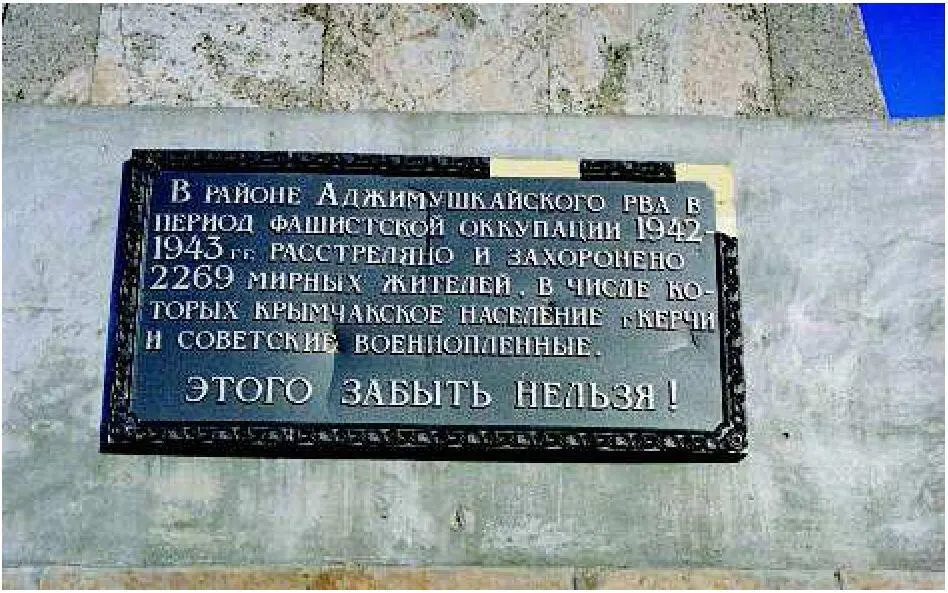 В РАЙОНЕ АДЖИМУШКАЙСКОГО РВА В
ПЕРИОД ФАШИСТСКОЙ ОККУПАЦИИ 1942-
1943 гг. РАССТРЕЛЯНО И ЗАХОРОНЕНО
2269 МИРНЫХ ЖИТЕЛЕЙ, В ЧИСЛЕ КО-
ТОРЫХ КРЫМЧАКСКОЕ НАСЕЛЕНИЕ г.КЕРЧИ
И СОВЕТСКИЕ ВОЕННОПЛЕННЫЕ.
ЭТОГО ЗАБЫТЬ НЕЛЬЗЯ!